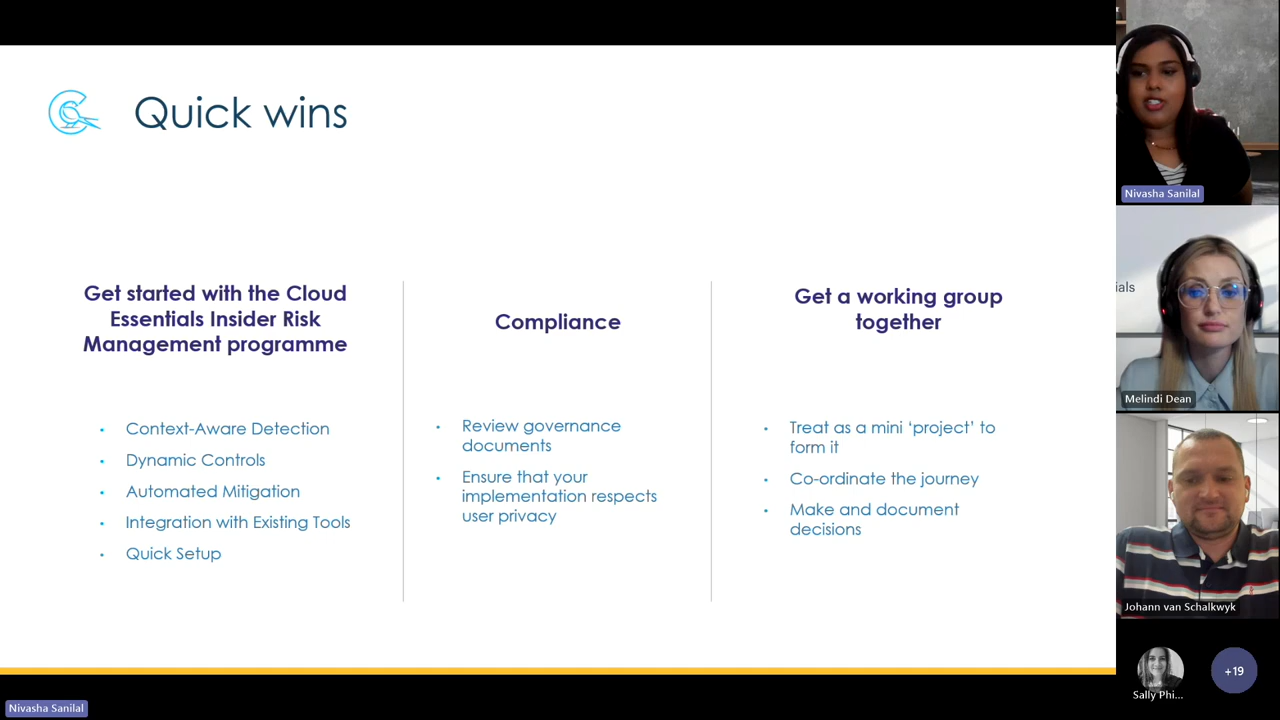 Quick wins
Get started with the Cloud
Essentials Insider Risk
Management programme
• Context-Aware Detection
• Dynamic Controls
• Automated Mitigation
• Integration with Existing Tools
• Quick Setup
Compliance
• Review governance
documents
• Ensure that your
implementation respects
user privacy
Get a working group
together
• Treat as a mini ‘project’ to
form it
• Co-ordinate the journey
• Make and document
decisions
Nivasha Sanilal
ials
Melindi Dean
Johann van Schalkwyk
Sally Phi...
+19
Nivasha Sanilal